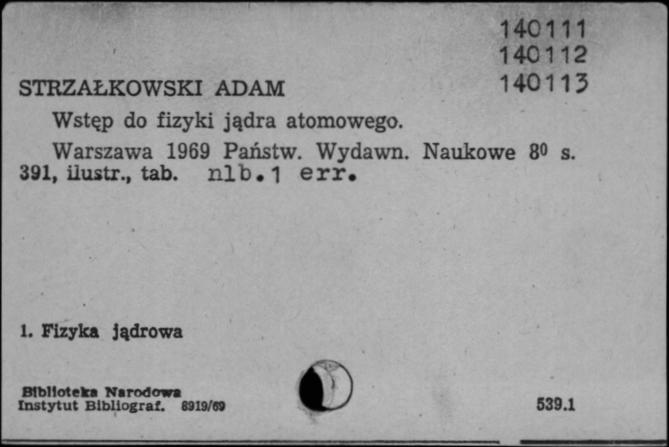 140111
140112
140113
STRZAŁKOWSKI ADAM
Wstęp do fizyki jądra atomowego.
Warszawa 1969 Państw. Wydawn. Naukowe 8⁰ s.
391, ilustr., tab. nlb.1 err.
1. Fizyka jądrowa
Biblioteka Narodowa
Instytut Bibliograf. 8919/69
539.1